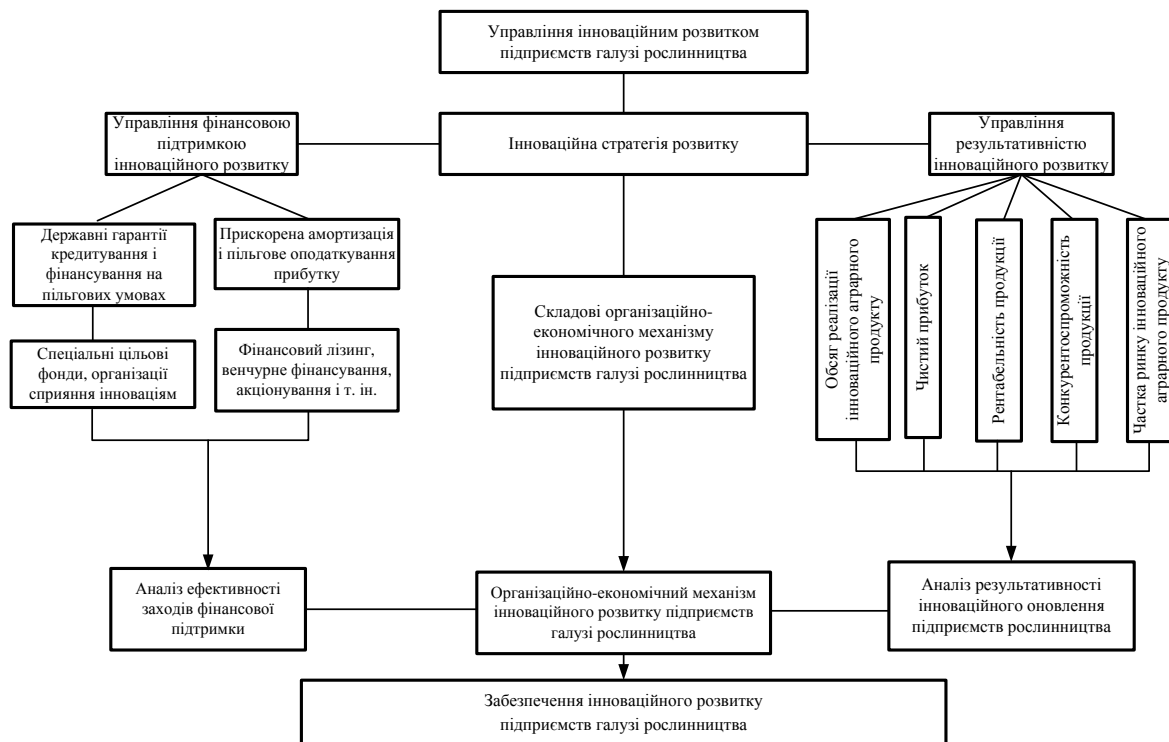 Управління інноваційним розвитком
підприємств галузі рослинництва
Управління фінансовою
підтримкою
інноваційного розвитку
Інноваційна стратегія розвитку
Управління
результативністю
інноваційного розвитку
Державні гарантії
кредитування і
фінансування на
пільгових умовах
Прискорена амортизація
і пільгове оподаткування
прибутку
Спеціальні цільові
фонди, організації
сприяння інноваціям
Фінансовий лізинг,
венчурне фінансування,
акціонування і т. ін.
Складові організаційно-
економічного механізму
інноваційного розвитку
підприємств галузі рослинництва
Обсяг реалізації
інноваційного аграрного
продукту
Чистий прибуток
Рентабельність продукції
Конкурентоспроможність
продукції
Частка ринку інноваційного
аграрного продукту
Аналіз ефективності
заходів фінансової
підтримки
Організаційно-економічний механізм
інноваційного розвитку підприємств
галузі рослинництва
Аналіз результативності
інноваційного оновлення
підприємств рослинництва
Забезпечення інноваційного розвитку
підприємств галузі рослинництва